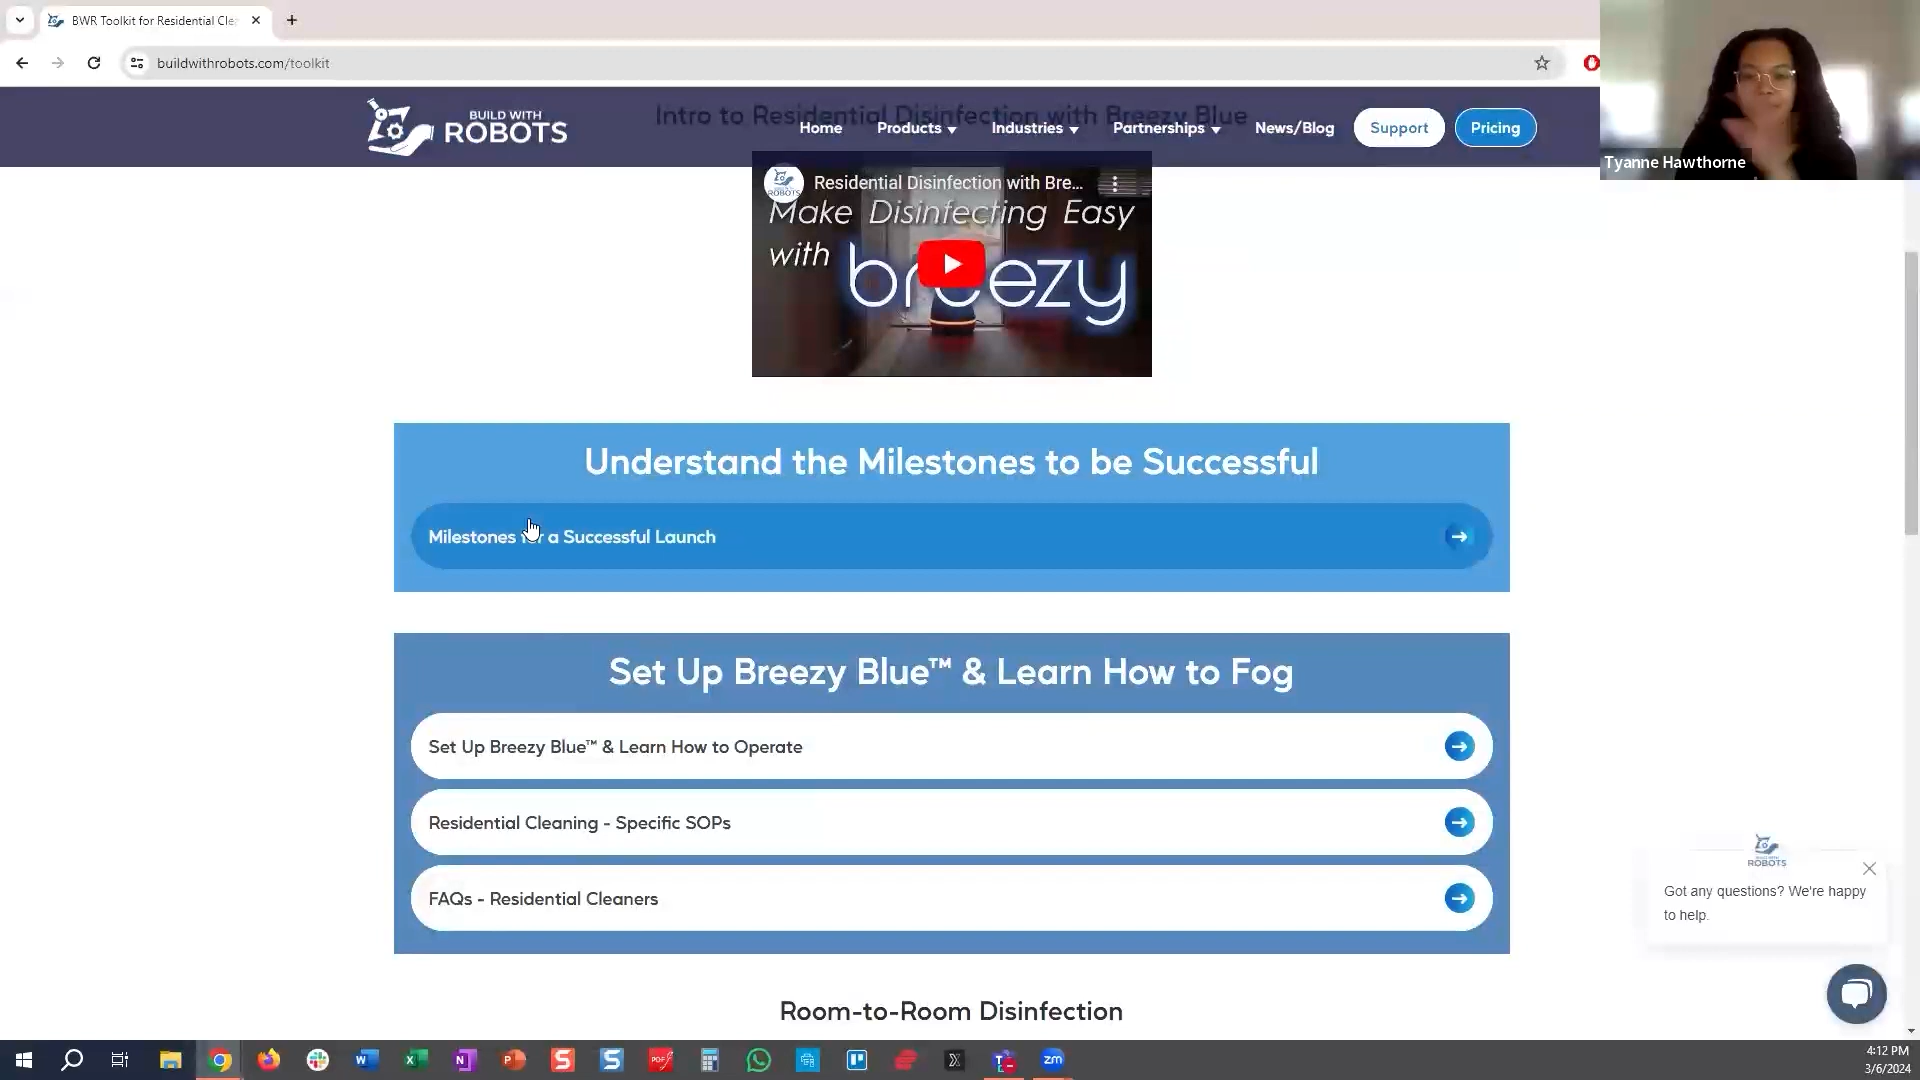 BWR Toolkit for Residential Cle
buildwithrobots.com/toolkit
Tyanne Hawthorne
Intro to Residential Disinfection with Breezy Blue
BUILD WITH
ROBOTS
Home
Products
Industries
Partnerships
News/Blog
Support
Pricing
Residential Disinfection with Bre...
Make Disinfecting Easy
with breezy
Understand the Milestones to be Successful
Milestones for a Successful Launch
Set Up Breezy Blue™ & Learn How to Fog
Set Up Breezy Blue™ & Learn How to Operate
Residential Cleaning - Specific SOPs
FAQs - Residential Cleaners
ROBOTS
Got any questions? We're happy
to help.
Room-to-Room Disinfection
4:12 PM
3/6/2024